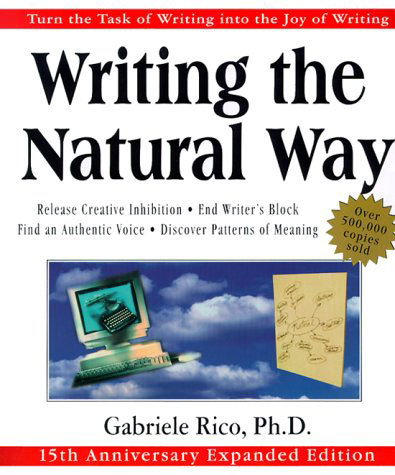 Turn the Task of Writing into the Joy of Writing
Writing the
Natural Way
Release Creative Inhibition • End Writer's Block
Find an Authentic Voice • Discover Patterns of Meaning
Over
500,000
copies
sold
Natural
Gabriele Rico, Ph.D.
15th Anniversary Expanded Edition